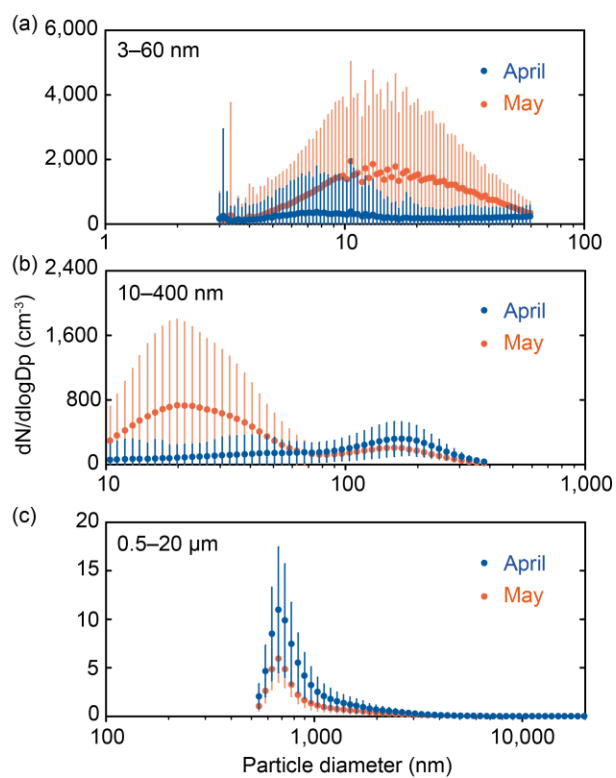 (a)
6,000
3–60 nm
April
May
4,000
2,000
0
1
10
100
(b)
2,400
10–400 nm
April
May
1,600
800
0
10
100
1,000
dN/dlogDp (cm⁻³)
(c)
20
0.5–20 µm
April
May
15
10
5
0
100
1,000
10,000
Particle diameter (nm)